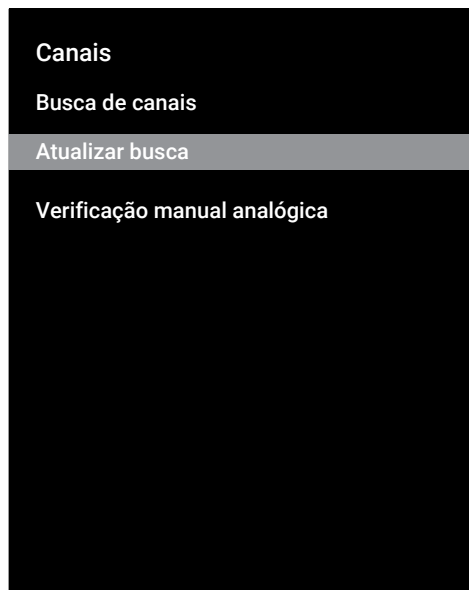 Canais
Busca de canais
Atualizar busca
Verificação manual analógica